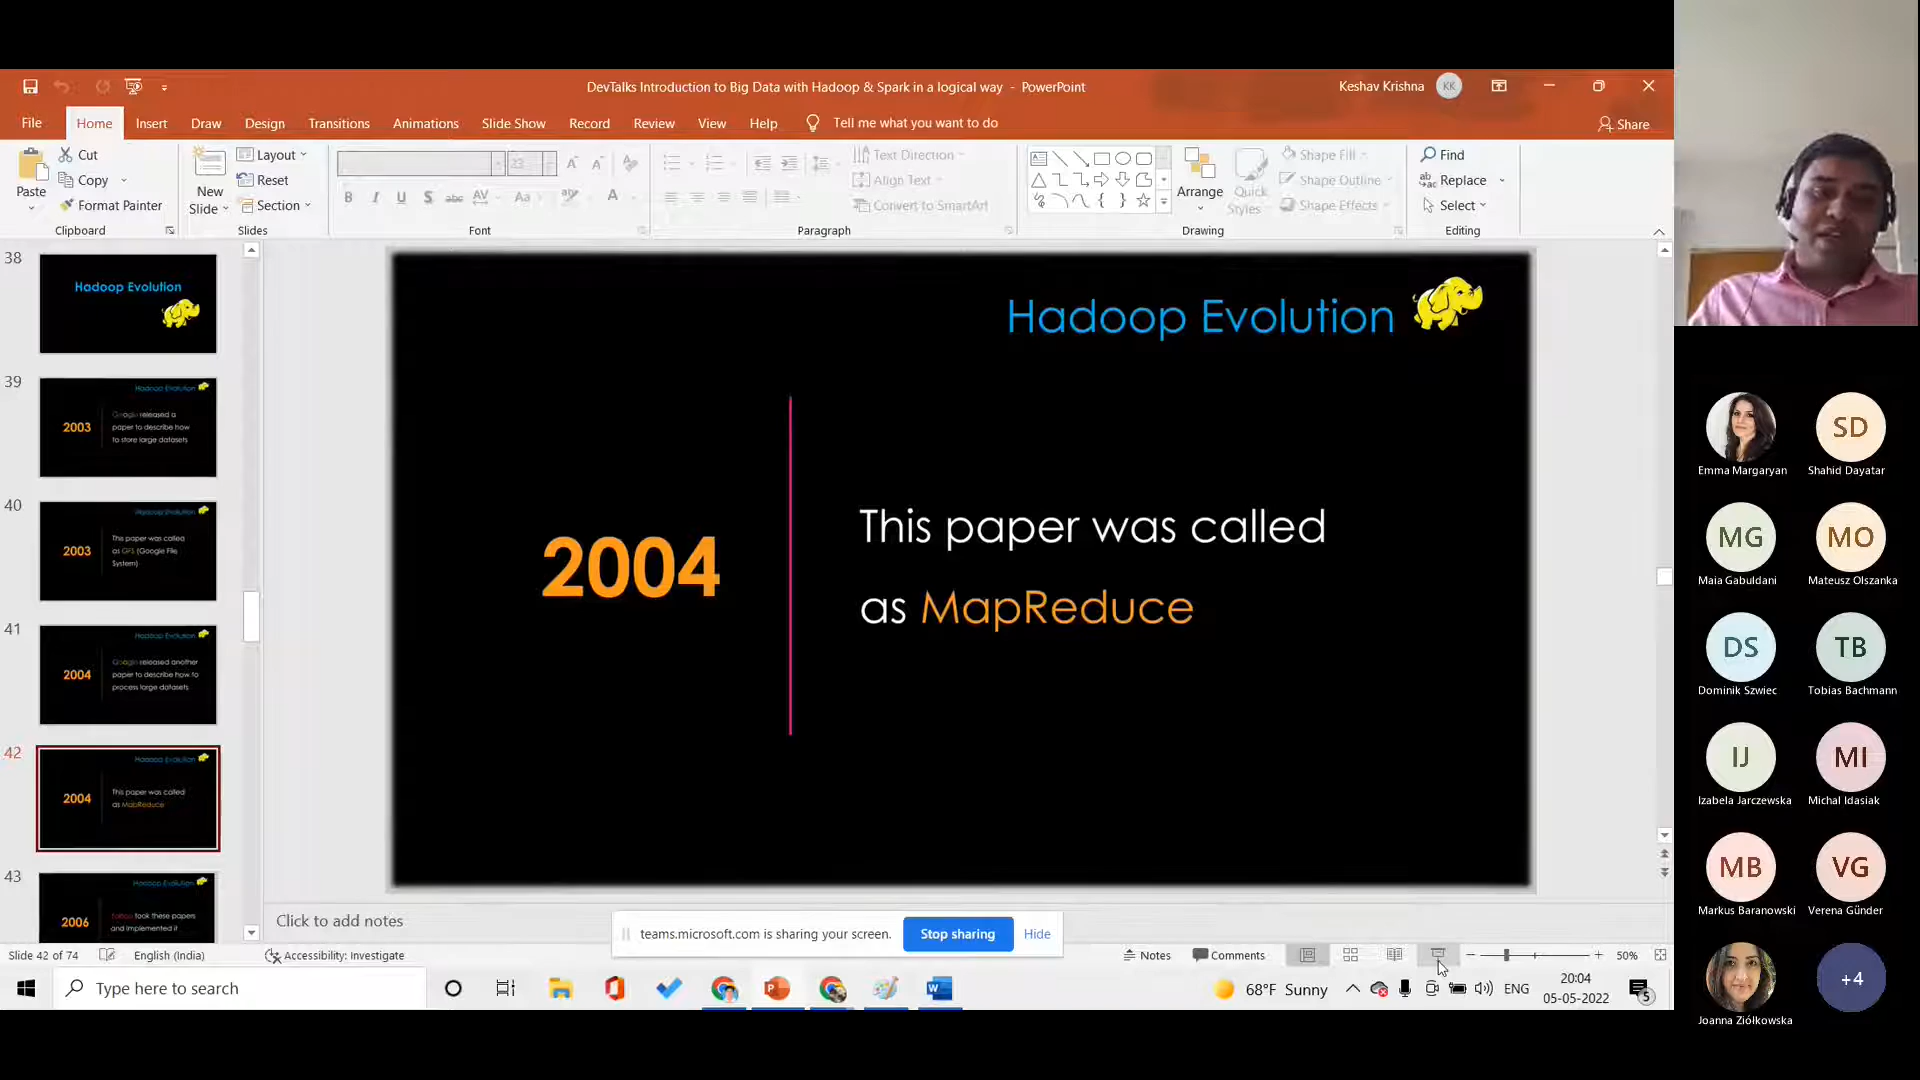 DevTalks Introduction to Big Data with Hadoop & Spark in a logical way - PowerPoint
Keshav Krishna
KK
File
Home
Insert
Draw
Design
Transitions
Animations
Slide Show
Record
Review
View
Help
Tell me what you want to do
Share
Paste
Cut
Copy
Format Painter
Clipboard
New
Slide
Layout
Reset
Section
Slides
23
Font
Text Direction
Align Text
Convert to SmartArt
Paragraph
Arrange
Quick
Styles
Shape Fill
Shape Outline
Shape Effects
Drawing
Find
Replace
Select
Editing
38
Hadoop Evolution
39
Hadoop Evolution
2003
Google released a
paper to describe how
to store large datasets
40
Hadoop Evolution
2003
This paper was called
as GFS (Google File
System)
41
Hadoop Evolution
2004
Google released another
paper to describe how to
process large datasets
42
Hadoop Evolution
2004
This paper was called
as MapReduce
43
Hadoop Evolution
2006
took these papers
and implemented it
Hadoop Evolution
2004
This paper was called
as MapReduce
Click to add notes
teams.microsoft.com is sharing your screen.
Stop sharing
Hide
Slide 42 of 74
English (India)
Accessibility: Investigate
Notes
Comments
50%
Type here to search
68°F Sunny
ENG
20:04
05-05-2022
5
Emma Margaryan
SD
Shahid Dayatar
MG
Maia Gabuldani
MO
Mateusz Olszanka
DS
Dominik Szwiec
TB
Tobias Bachmann
IJ
Izabela Jarczewska
MI
Michal Idasiak
MB
Markus Baranowski
VG
Verena Günder
Joanna Ziółkowska
+4